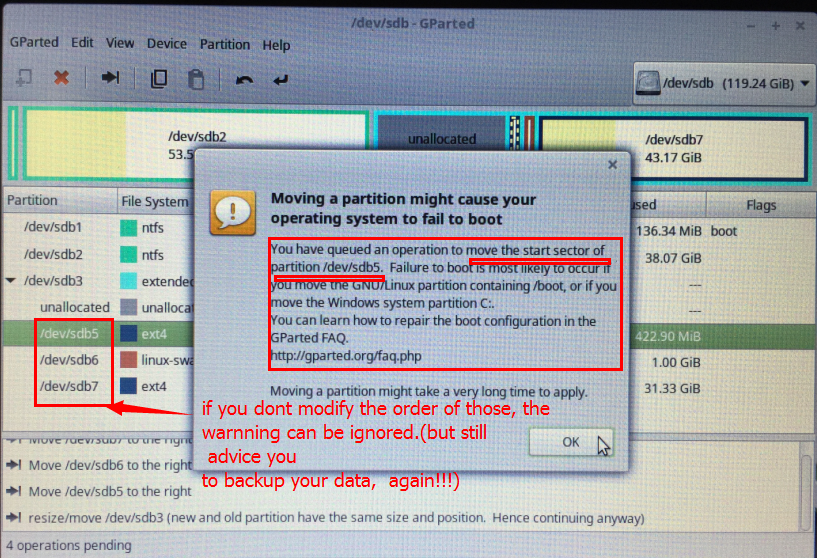 /dev/sdb - GParted
GParted Edit View Device Partition Help
/dev/sdb (119.24 GiB)
/dev/sdb2
53.5
unallocated
/dev/sdb7
43.17 GiB
Partition File System used Flags
/dev/sdb1 ntfs 136.34 MiB boot
/dev/sdb2 ntfs 38.07 GiB
/dev/sdb3 extended ---
unallocated unalloca ---
/dev/sdb5 ext4 422.90 MiB
/dev/sdb6 linux-swa 1.00 GiB
/dev/sdb7 ext4 31.33 GiB
Moving a partition might cause your
operating system to fail to boot
You have queued an operation to move the start sector of
partition /dev/sdb5. Failure to boot is most likely to occur if
you move the GNU/Linux partition containing /boot, or if you
move the Windows system partition C:.
You can learn how to repair the boot configuration in the
GParted FAQ.
http://gparted.org/faq.php
Moving a partition might take a very long time to apply.
OK
if you dont modify the order of those, the
warnning can be ignored.(but still
advice you
to backup your data, again!!!)
Move /dev/sdb7 to the right
Move /dev/sdb6 to the right
Move /dev/sdb5 to the right
resize/move /dev/sdb3 (new and old partition have the same size and position. Hence continuing anyway)
4 operations pending